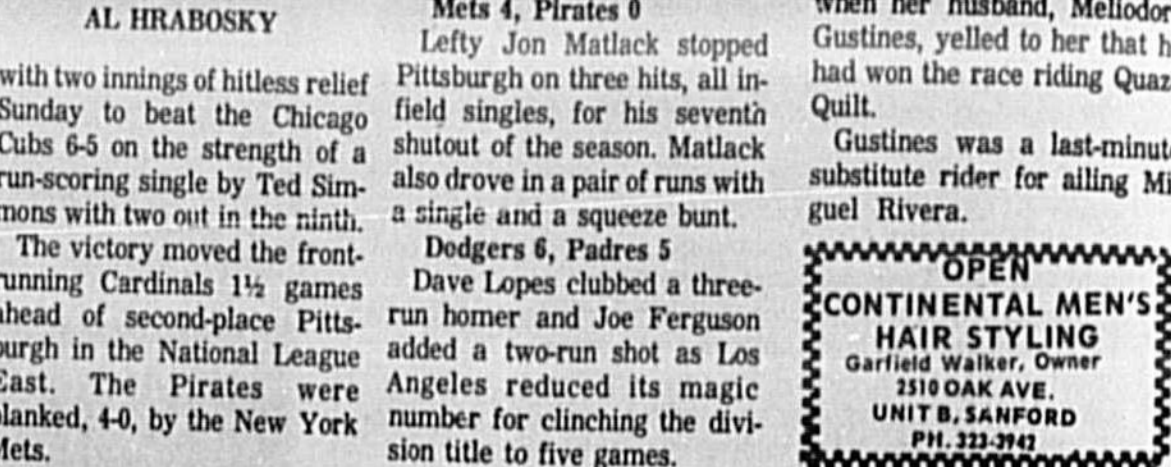 AL HRABOSKY
with two innings of hitless relief
Sunday to beat the Chicago
Cubs 6-5 on the strength of a
run-scoring single by Ted Sim-
mons with two out in the ninth.
The victory moved the front-
running Cardinals 1½ games
ahead of second-place Pitts-
burgh in the National League
East. The Pirates were
blanked, 4-0, by the New York
Mets.
Mets 4, Pirates 0
Lefty Jon Matlack stopped
Pittsburgh on three hits, all in-
field singles, for his seventh
shutout of the season. Matlack
also drove in a pair of runs with
a single and a squeeze bunt.
Dodgers 6, Padres 5
Dave Lopes clubbed a three-
run homer and Joe Ferguson
added a two-run shot as Los
Angeles reduced its magic
number for clinching the divi-
sion title to five games.
when her husband, Meliodor
Gustines, yelled to her that h
had won the race riding Quaz
Quilt.
Gustines was a last-minute
substitute rider for ailing Mi
guel Rivera.
OPEN
CONTINENTAL MEN'S
HAIR STYLING
Garfield Walker, Owner
2510 OAK AVE.
UNIT B, SANFORD
PH. 323-3942